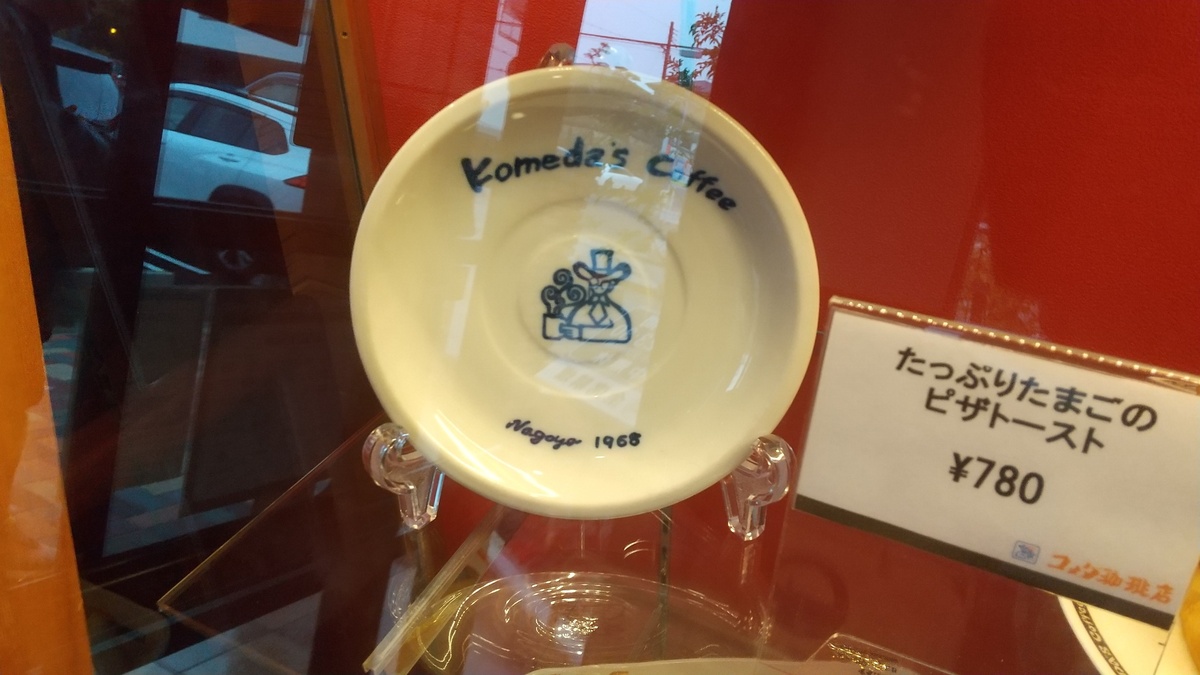 Komeda's Coffee
Nagoya 1968
たっぷりたまごの
ピザトースト
¥780
コメダ珈琲店